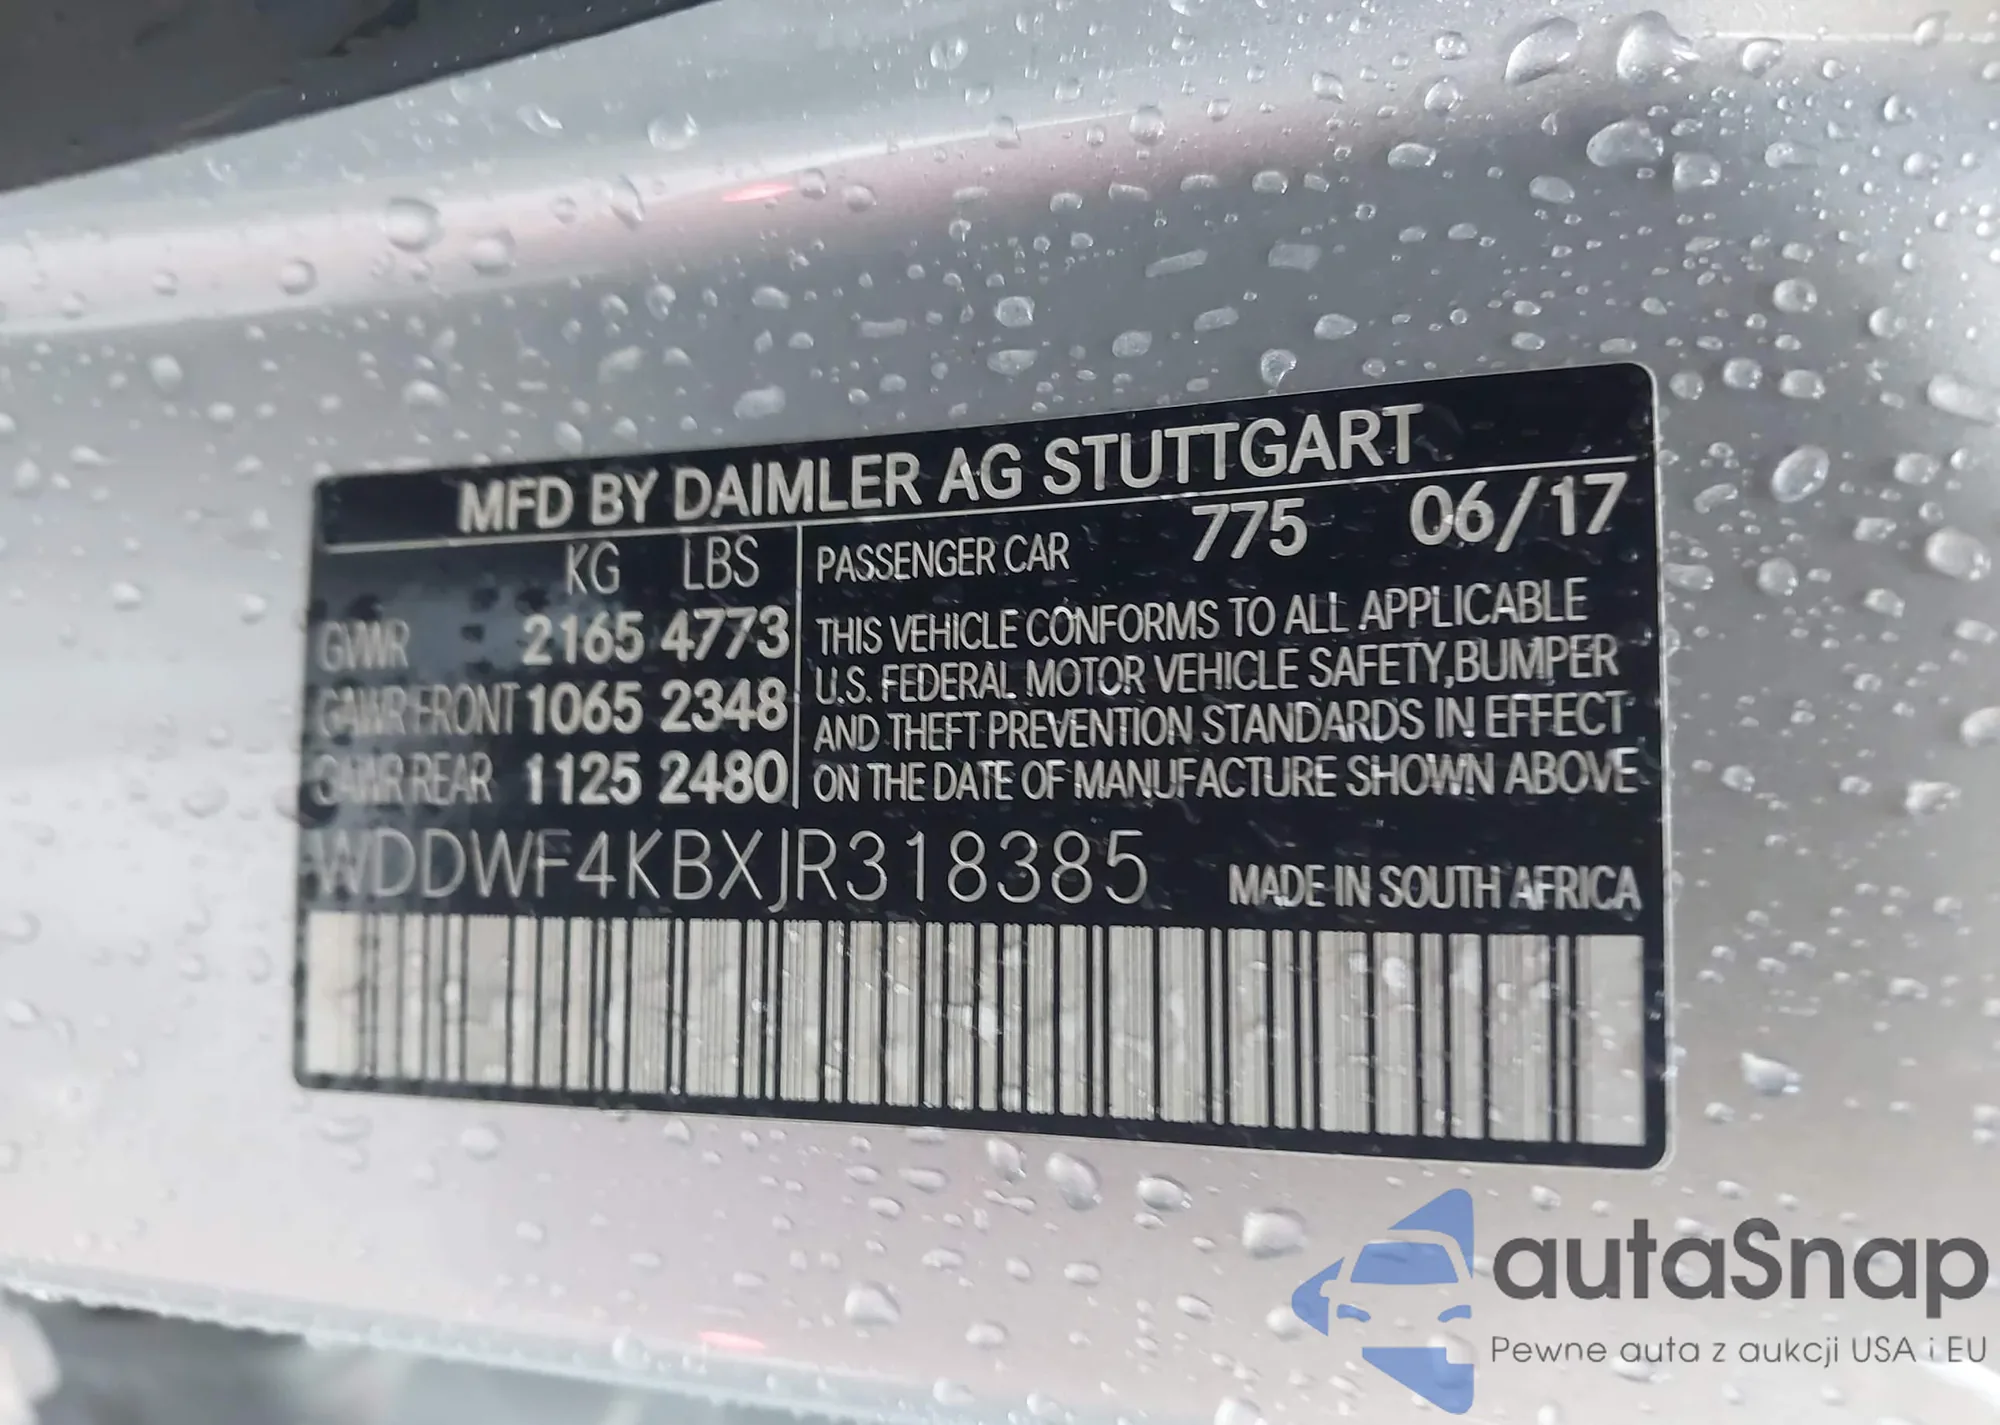 MFD BY DAIMLER AG STUTTGART
KG LBS
GVWR 2165 4773
GAWR FRONT 1065 2348
GAWR REAR 1125 2480
PASSENGER CAR 775 06/17
THIS VEHICLE CONFORMS TO ALL APPLICABLE
U.S. FEDERAL MOTOR VEHICLE SAFETY,BUMPER
AND THEFT PREVENTION STANDARDS IN EFFECT
ON THE DATE OF MANUFACTURE SHOWN ABOVE
WDDWF4KBXJR318385 MADE IN SOUTH AFRICA
autaSnap
Pewne auta z aukcji USA i EU